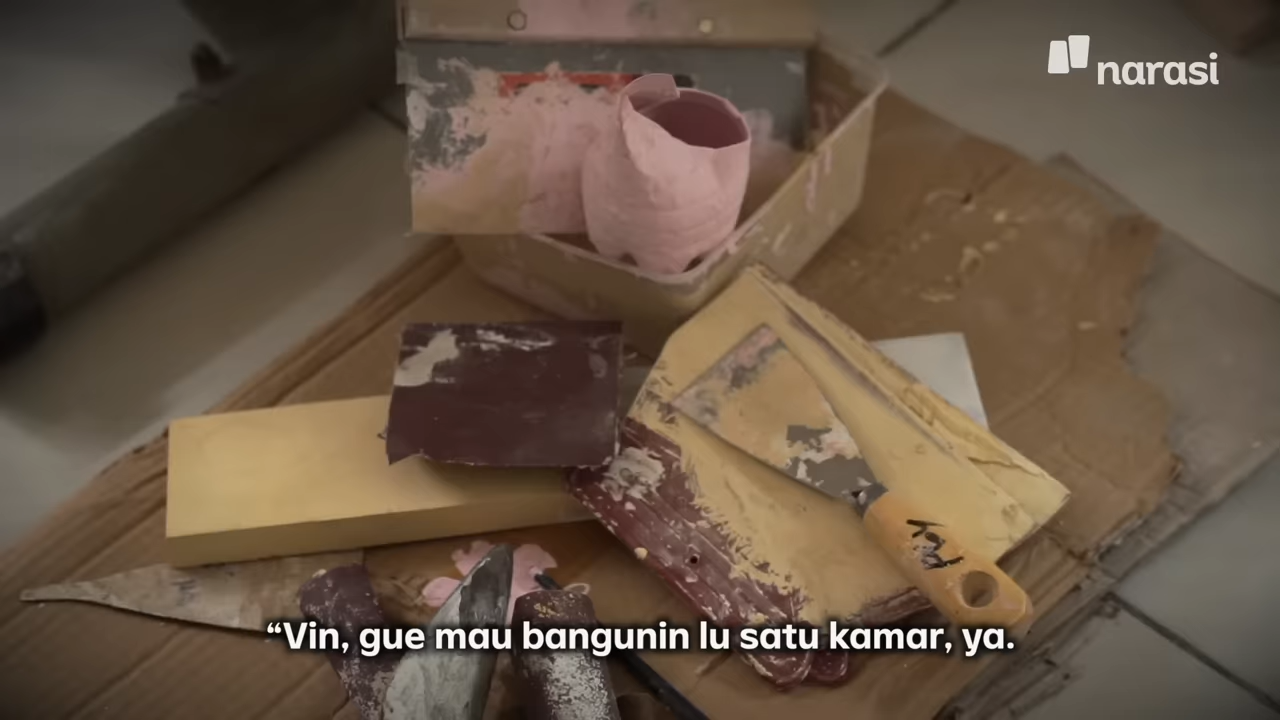 narasi
“Vin, gue mau bangunin lu satu kamar, ya.